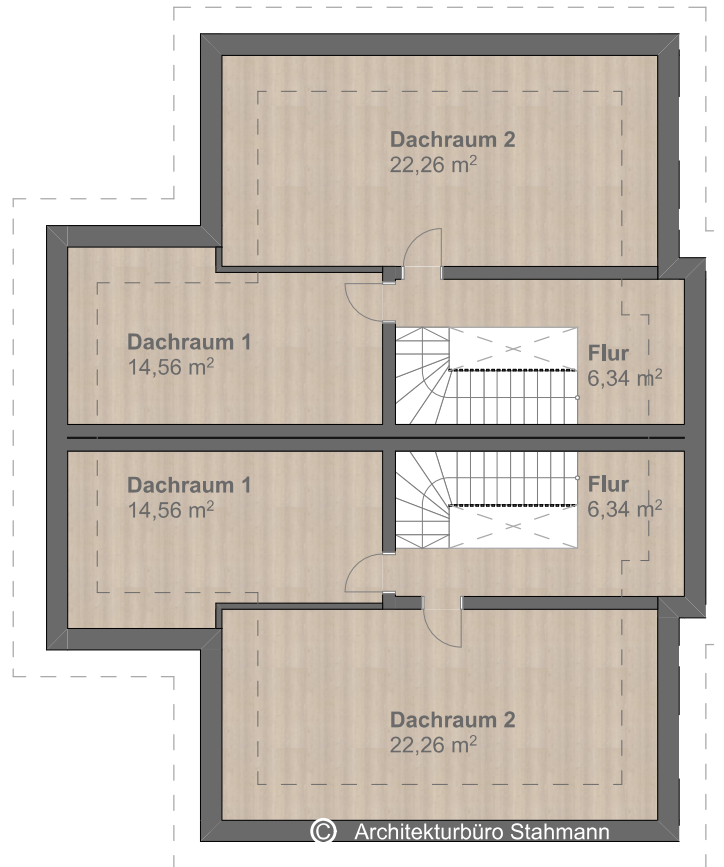 Dachraum 2
22,26 m²
Dachraum 1
14,56 m²
Flur
6,34 m²
Dachraum 1
14,56 m²
Flur
6,34 m²
Dachraum 2
22,26 m²
© Architekturbüro Stahmann